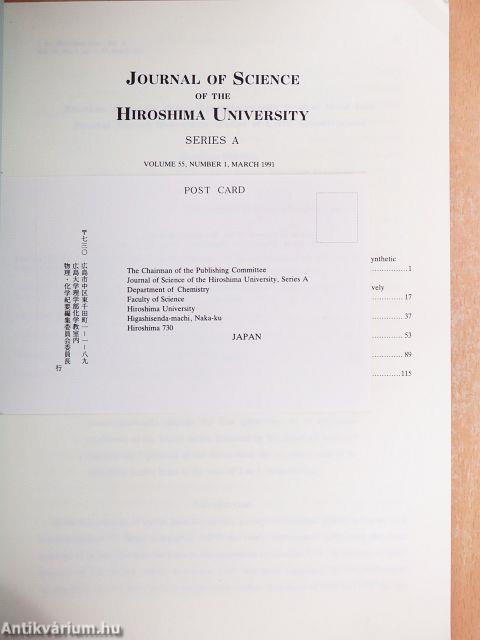 JOURNAL OF SCIENCE
OF THE
HIROSHIMA UNIVERSITY
SERIES A
VOLUME 55, NUMBER 1, MARCH 1991
POST CARD
〒七三〇
広島市中区東千田町一ー一ー八九
広島大学理学部化学教室内
物理・化学紀要編集委員会委員長
行
The Chairman of the Publishing Committee
Journal of Science of the Hiroshima University, Series A
Department of Chemistry
Faculty of Science
Hiroshima University
Higashisenda-machi, Naka-ku
Hiroshima 730
JAPAN
ynthetic
1
vely
17
37
53
89
115
Antikvárium.hu